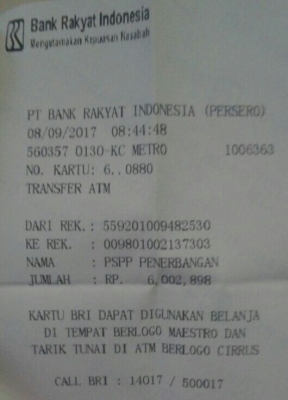 Bank Rakyat Indonesia
Mengutamakan Kepuasan Nasabah
PT BANK RAKYAT INDONESIA (PERSERO)
08/09/2017 08:44:48
560357 0130-KC METRO 1006363
NO. KARTU: 6..0880
TRANSFER ATM
DARI REK. : 559201009482530
KE REK. : 009801002137303
NAMA : PSPP PENERBANGAN
JUMLAH : RP. 6,002,898
KARTU BRI DAPAT DIGUNAKAN BELANJA
DI TEMPAT BERLOGO MAESTRO DAN
TARIK TUNAI DI ATM BERLOGO CIRRUS
CALL BRI : 14017 / 500017